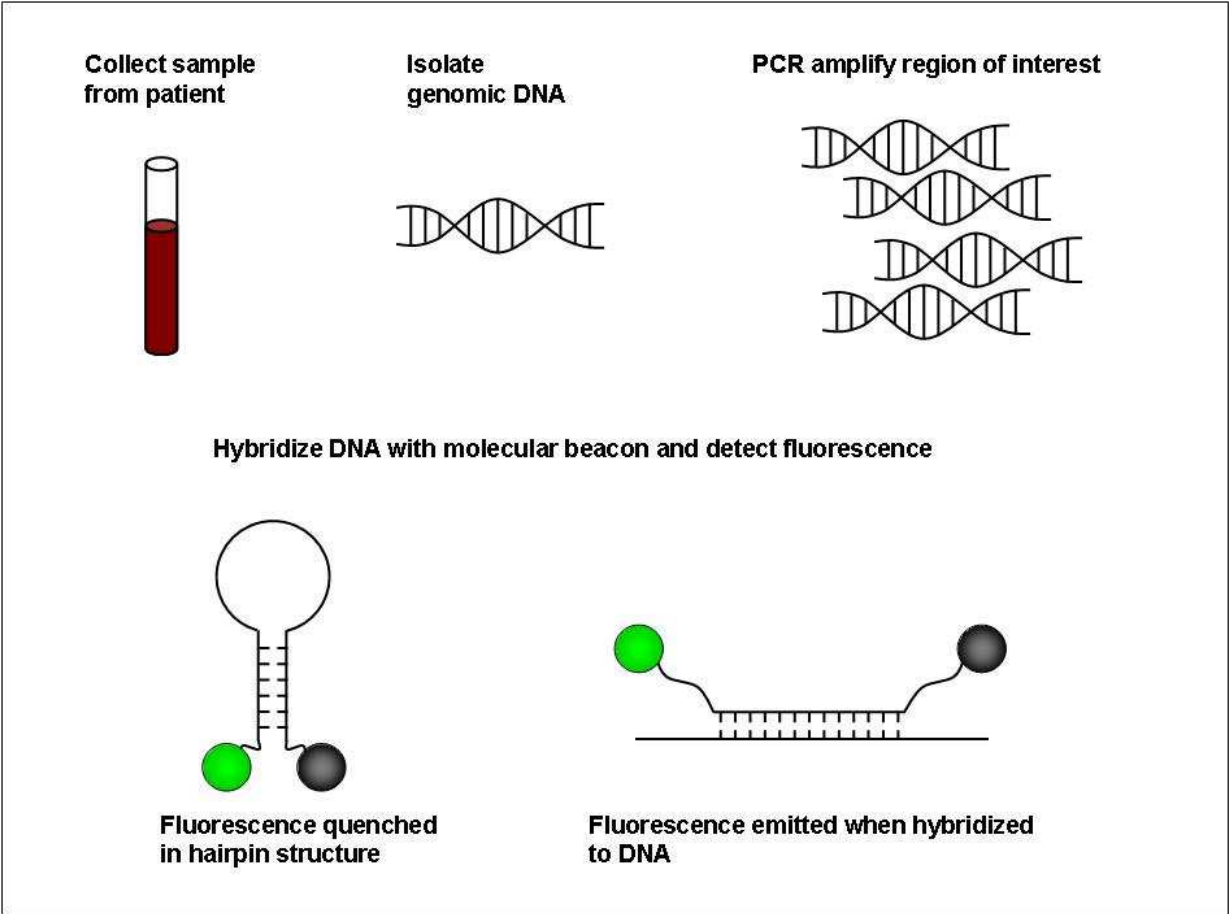 Collect sample
from patient
Isolate
genomic DNA
PCR amplify region of interest
Hybridize DNA with molecular beacon and detect fluorescence
Fluorescence quenched
in hairpin structure
Fluorescence emitted when hybridized
to DNA